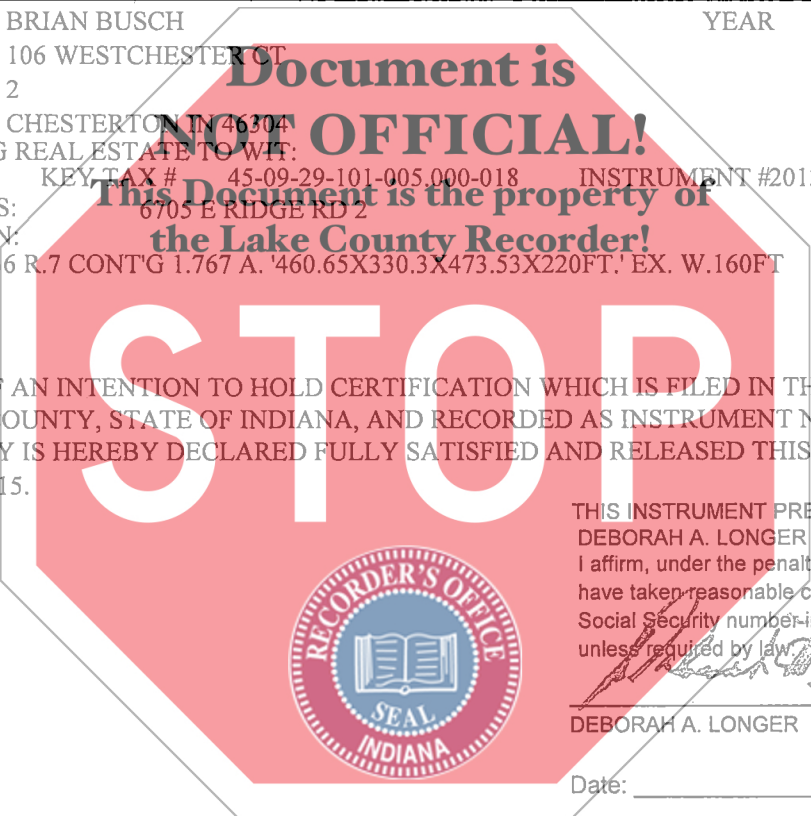 BRIAN BUSCH YEAR
106 WESTCHESTER CT
2
CHESTERTON IN 46304
G REAL ESTATE TO WIT:
KEY TAX # 45-09-29-101-005.000-018 INSTRUMENT #201
S: 6705 E RIDGE RD 2
N:
6 R.7 CONT'G 1.767 A. '460.65X330.3X473.53X220FT.' EX. W.160FT
Document is
NOT OFFICIAL!
This Document is the property of
the Lake County Recorder!
STOP
AN INTENTION TO HOLD CERTIFICATION WHICH IS FILED IN TH
OUNTY, STATE OF INDIANA, AND RECORDED AS INSTRUMENT N
Y IS HEREBY DECLARED FULLY SATISFIED AND RELEASED THIS
15.
THIS INSTRUMENT PRE
DEBORAH A. LONGER
I affirm, under the penalt
have taken reasonable c
Social Security number i
unless required by law.
DEBORAH A. LONGER
Date:
RECORDER'S OFFICE
SEAL
INDIANA